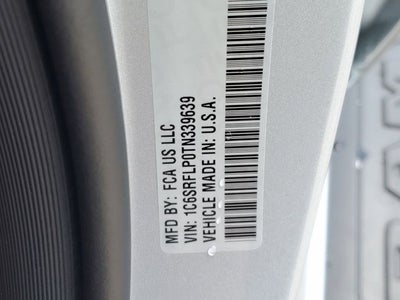 MFD BY: FCA US LLC
VIN: 1C6SRFLP0TN339639
VEHICLE MADE IN: U.S.A.